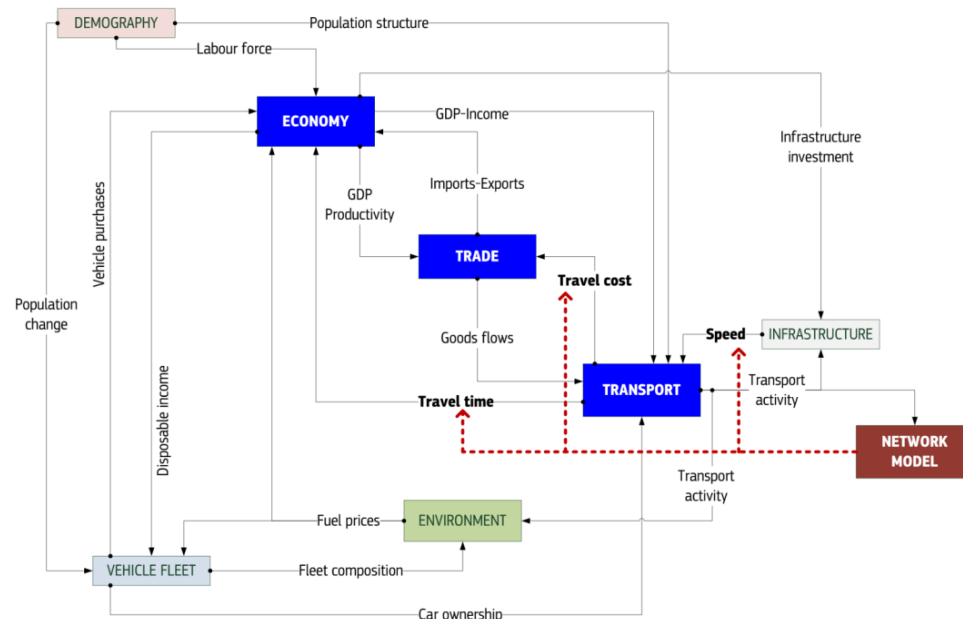 DEMOGRAPHY
Population structure
Labour force
ECONOMY
GDP-Income
Infrastructure
investment
GDP
Productivity
Imports-Exports
Vehicle purchases
TRADE
Travel cost
Population
change
Goods flows
Speed
INFRASTRUCTURE
Disposable income
TRANSPORT
Transport
activity
Travel time
NETWORK
MODEL
Transport
activity
Fuel prices
ENVIRONMENT
VEHICLE FLEET
Fleet composition
Car ownership